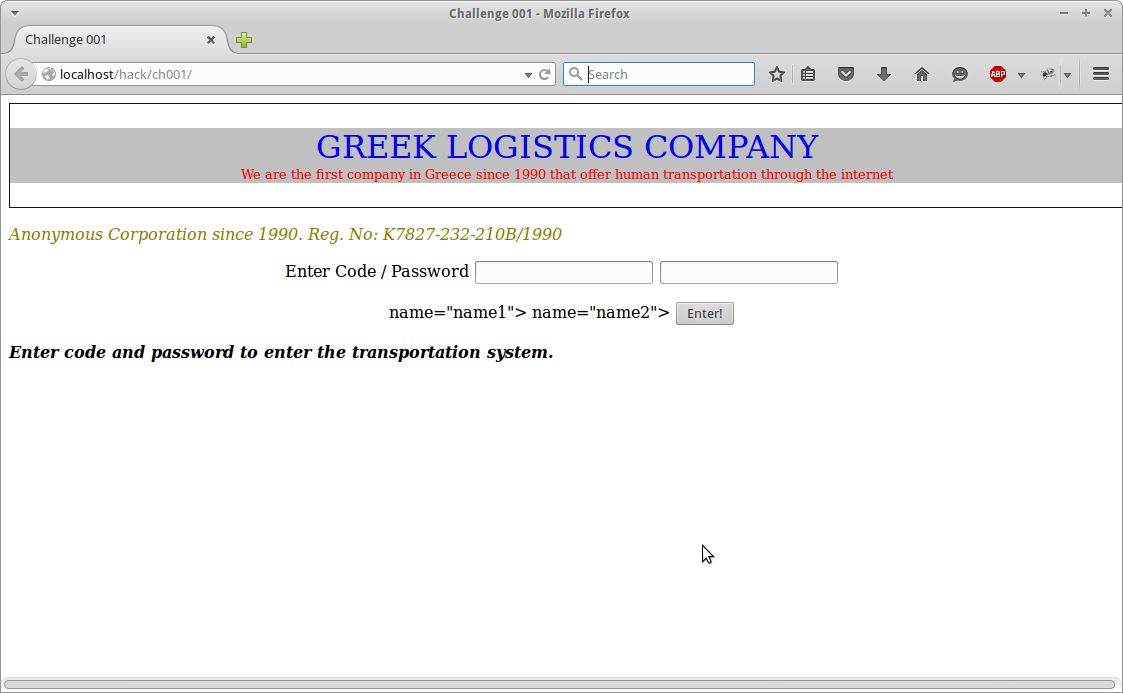 Challenge 001 - Mozilla Firefox
Challenge 001
localhost/hack/ch001/
Search
ABP
GREEK LOGISTICS COMPANY
We are the first company in Greece since 1990 that offer human transportation through the internet
Anonymous Corporation since 1990. Reg. No: K7827-232-210B/1990
Enter Code / Password
name="name1"> name="name2"> Enter!
Enter code and password to enter the transportation system.